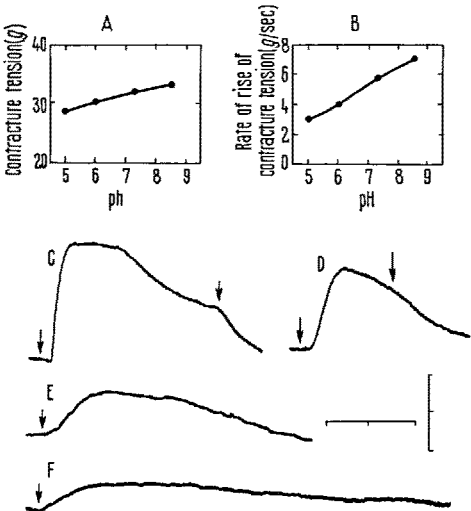 A
Contracture tension(g)
40
30
20
5 6 7 8 9
ph
B
Rate of rise of
contracture tension(g/sec)
8
6
4
2
0
5 6 7 8 9
pH
C
D
E
F